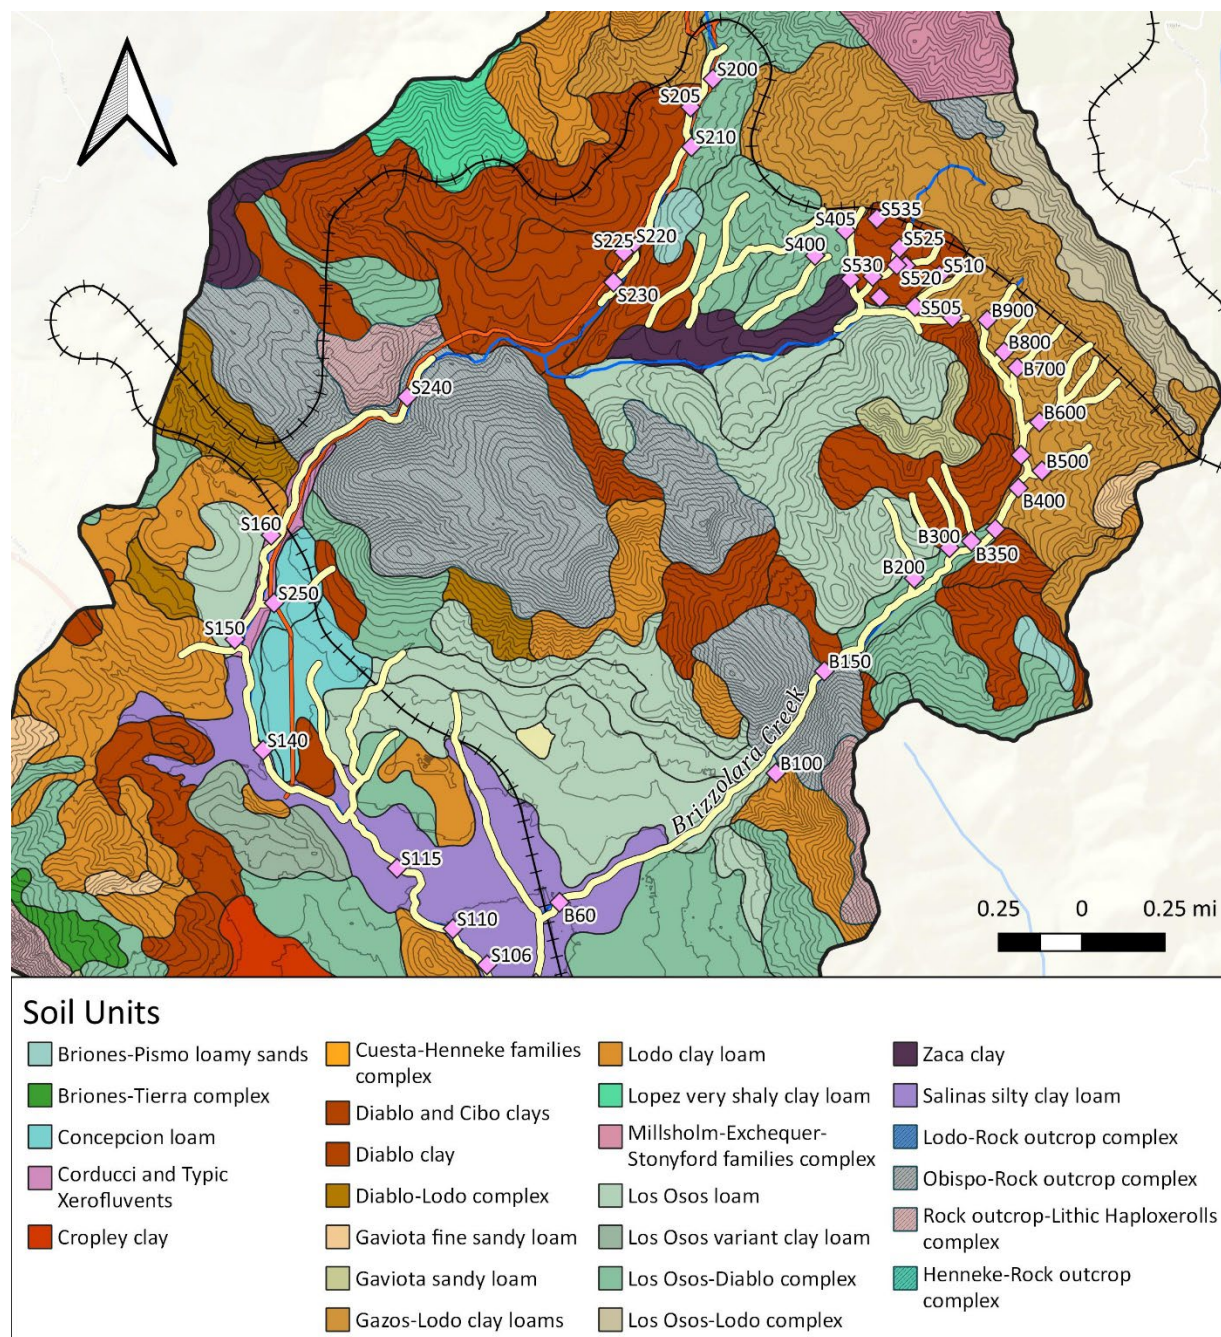 S200
S205
S210
S405
S535
S225
S220
S400
S525
S530
S520
S510
S230
S505
B900
B800
B700
S240
B600
B500
B400
S160
B300
B350
B200
S250
S150
B150
Brizzolara Creek
S140
B100
S115
B60
S110
S106
0.25 0 0.25 mi
Soil Units
Briones-Pismo loamy sands
Briones-Tierra complex
Concepcion loam
Corducci and Typic
Xerofluvents
Cropley clay
Cuesta-Henneke families
complex
Diablo and Cibo clays
Diablo clay
Diablo-Lodo complex
Gaviota fine sandy loam
Gaviota sandy loam
Gazos-Lodo clay loams
Lodo clay loam
Lopez very shaly clay loam
Millsholm-Exchequer-
Stonyford families complex
Los Osos loam
Los Osos variant clay loam
Los Osos-Diablo complex
Los Osos-Lodo complex
Zaca clay
Salinas silty clay loam
Lodo-Rock outcrop complex
Obispo-Rock outcrop complex
Rock outcrop-Lithic Haploxerolls
complex
Henneke-Rock outcrop
complex